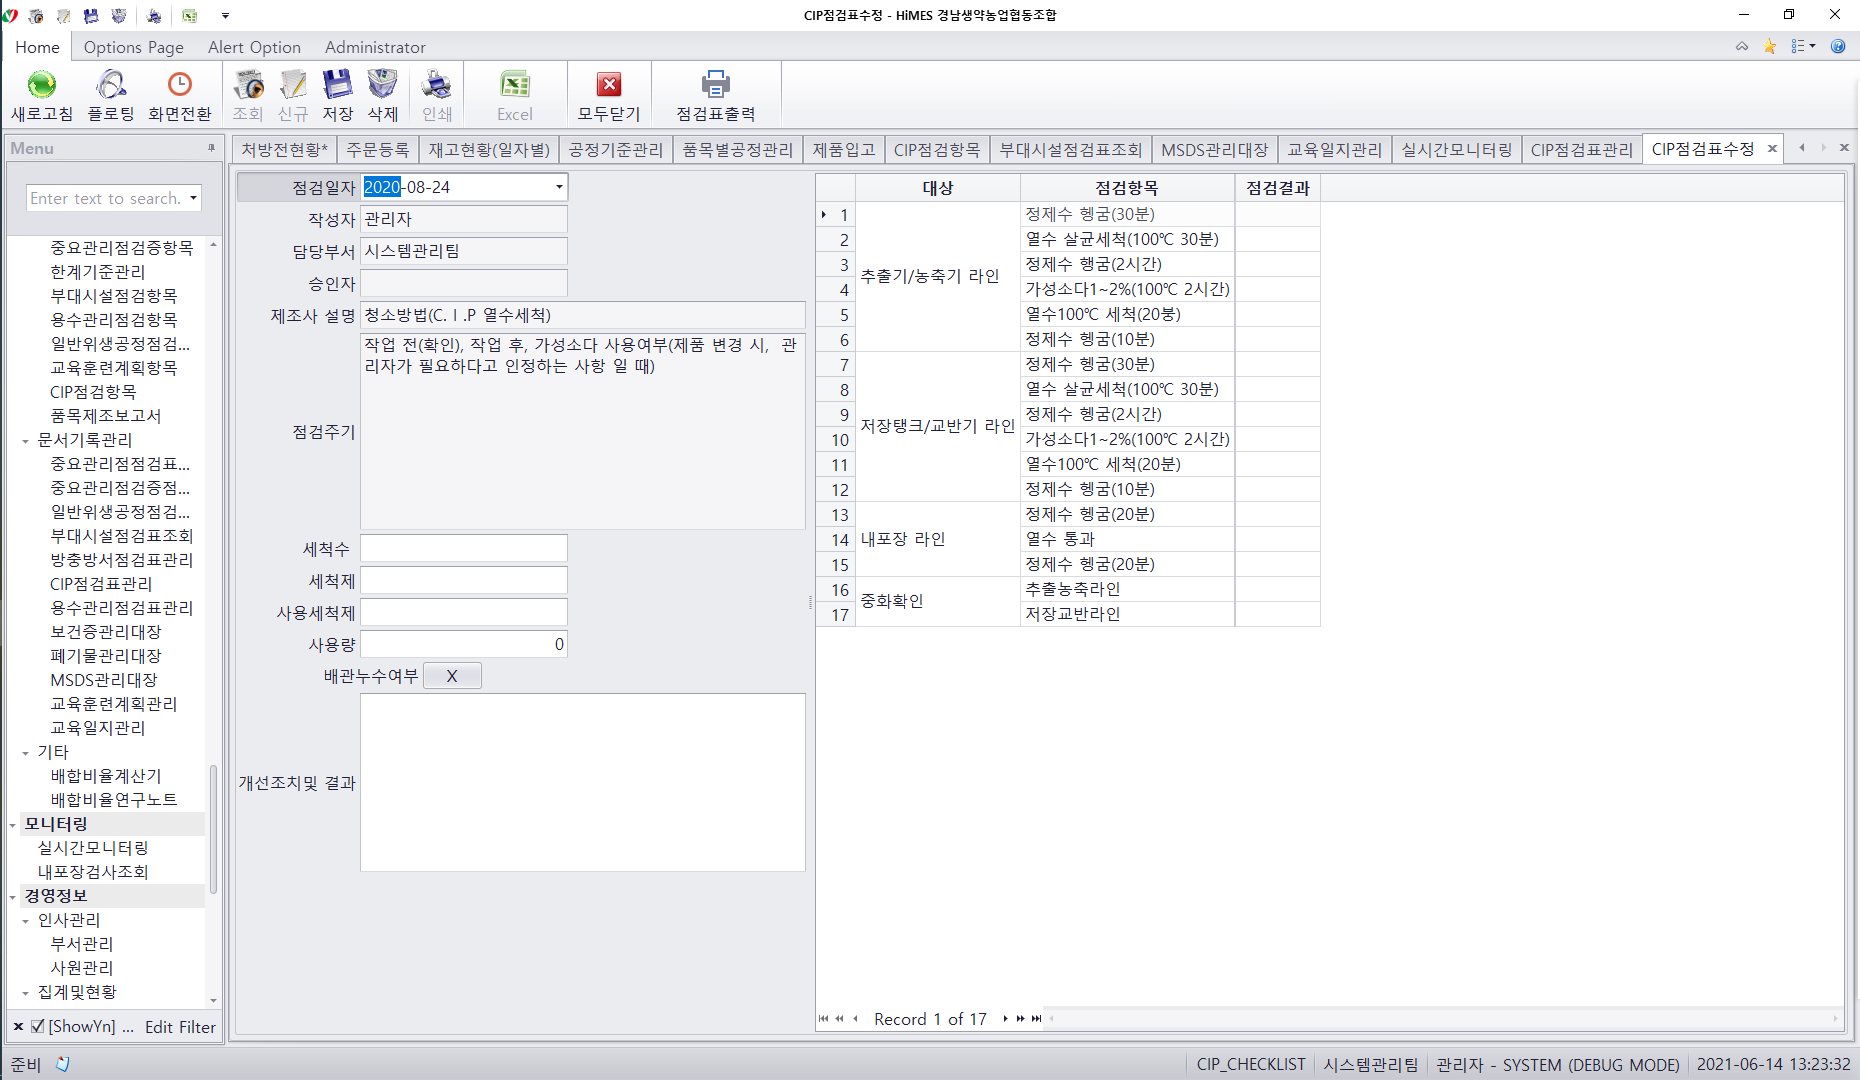 CIP점검표수정 - HiMES 경남생약농업협동조합
Home Options Page Alert Option Administrator
새로고침 플로팅 화면전환 조회 신규 저장 삭제 인쇄 Excel 모두닫기 점검표출력
Menu
Enter text to search.
중요관리점검증항목
한계기준관리
부대시설점검항목
용수관리점검항목
일반위생공정점검...
교육훈련계획항목
CIP점검항목
품목제조보고서
문서기록관리
중요관리점점검표...
중요관리점검증점...
일반위생공정점검...
부대시설점검표조회
방충방서점검표관리
CIP점검표관리
용수관리점검표관리
보건증관리대장
폐기물관리대장
MSDS관리대장
교육훈련계획관리
교육일지관리
기타
배합비율계산기
배합비율연구노트
모니터링
실시간모니터링
내포장검사조회
경영정보
인사관리
부서관리
사원관리
집계및현황
[ShowYn] ... Edit Filter
처방전현황* 주문등록 재고현황(일자별) 공정기준관리 품목별공정관리 제품입고 CIP점검항목 부대시설점검표조회 MSDS관리대장 교육일지관리 실시간모니터링 CIP점검표관리 CIP점검표수정
점검일자 2020-08-24
작성자 관리자
담당부서 시스템관리팀
승인자
제조사 설명 청소방법(C.ㅣ.P 열수세척)
점검주기 작업 전(확인), 작업 후, 가성소다 사용여부(제품 변경 시, 관
리자가 필요하다고 인정하는 사항 일 때)
세척수
세척제
사용세척제
사용량 0
배관누수여부 X
개선조치및 결과
대상 점검항목 점검결과
추출기/농축기 라인
1 정제수 헹굼(30분)
2 열수 살균세척(100℃ 30분)
3 정제수 행굼(2시간)
4 가성소다1~2%(100℃ 2시간)
5 열수100℃ 세척(20붕)
6 정제수 헹굼(10분)
저장탱크/교반기 라인
7 정제수 헹굼(30분)
8 열수 살균세척(100℃ 30분)
9 정제수 헹굼(2시간)
10 가성소다1~2%(100℃ 2시간)
11 열수100℃ 세척(20분)
12 정제수 헹굼(10분)
내포장 라인
13 정제수 헹굼(20분)
14 열수 통과
15 정제수 헹굼(20분)
중화확인
16 추출농축라인
17 저장교반라인
Record 1 of 17
준비 CIP_CHECKLIST 시스템관리팀 관리자 - SYSTEM (DEBUG MODE) 2021-06-14 13:23:32